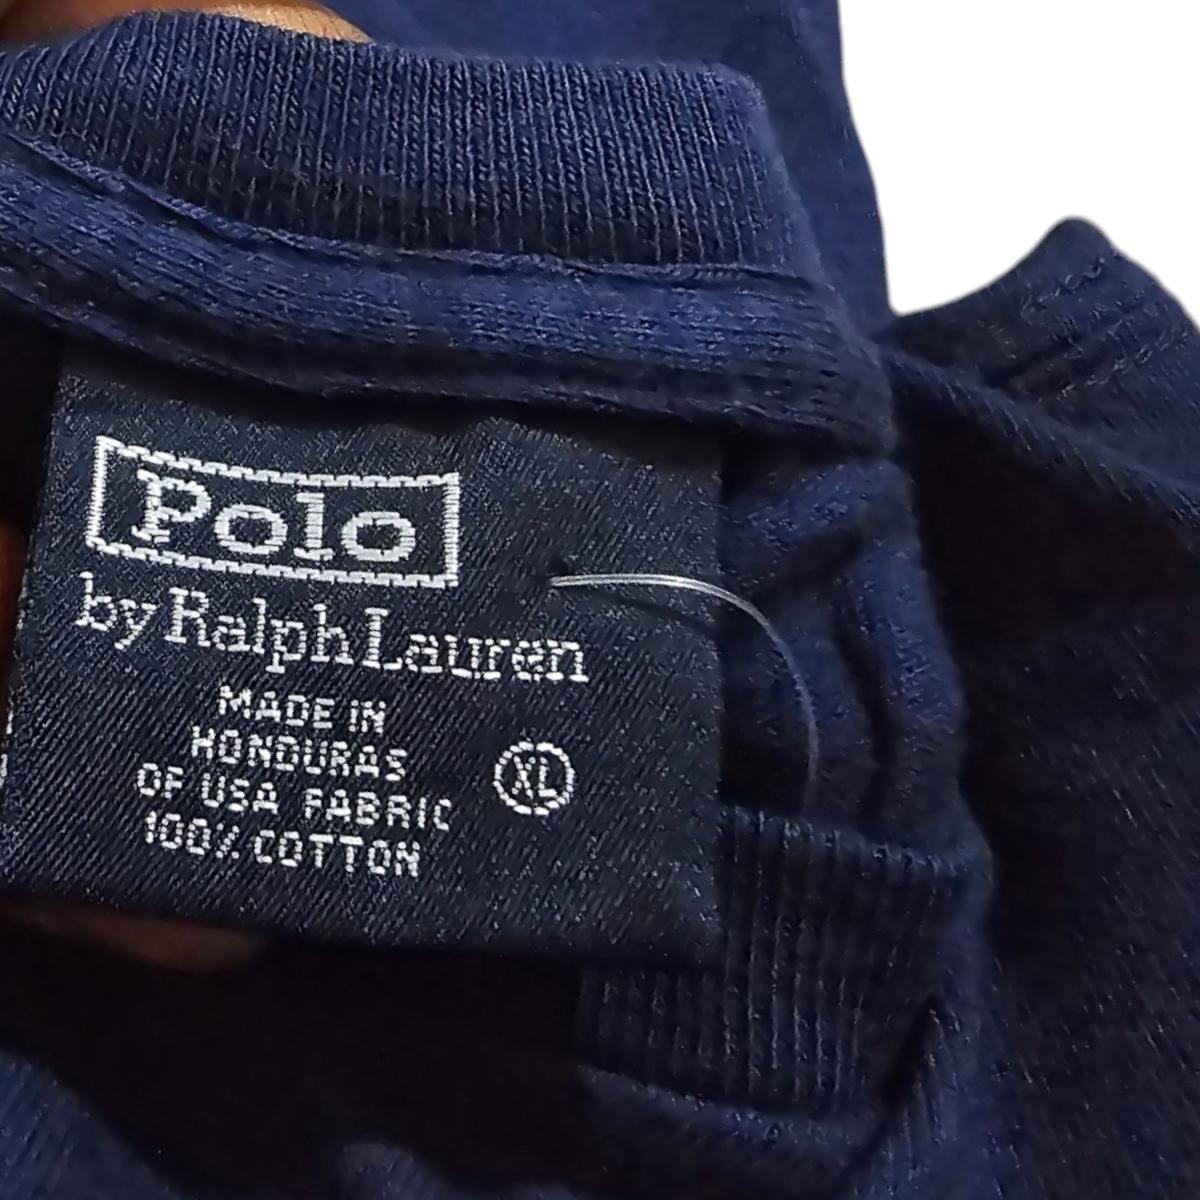 Polo
by Ralph Lauren
MADE IN
HONDURAS
OF USA FABRIC
100% COTTON
XL